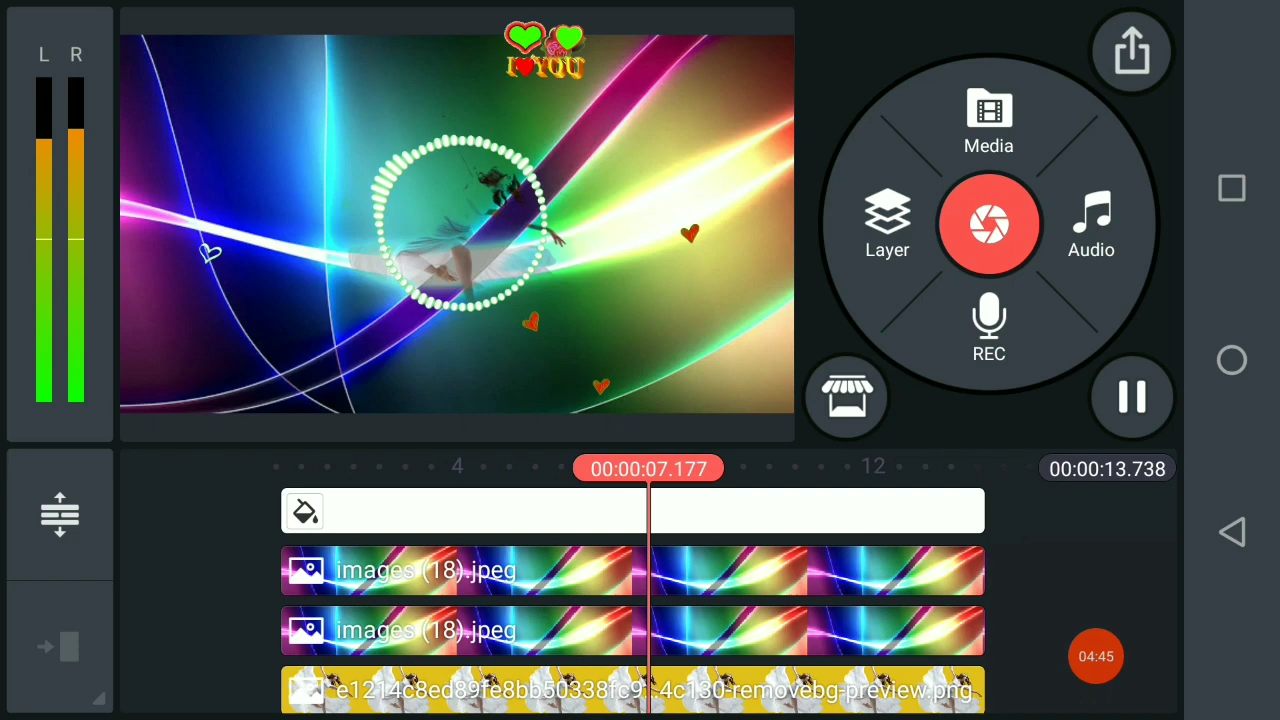 L R
I YOU
Media
Layer
Audio
REC
4
00:00:07.177
12
00:00:13.738
images (18).jpeg
images (18).jpeg
e1214c8ed89fe8bb50338fc9 4c130-removebg-preview.png
04:45